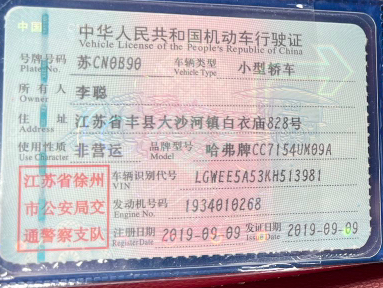 中国
中华人民共和国机动车行驶证
Vehicle License of the People's Republic of China
号牌号码 苏CN0B90 车辆类型 小型轿车
Plate No. Vehicle Type
所有人 李聪
Owner
住址 江苏省丰县大沙河镇白衣庙828号
Address
使用性质 非营运 品牌型号 哈弗牌CC7154UM09A
Use Character Model
江苏省徐州
市公安局交
通警察支队
车辆识别代号 LGWEE5A53KH513981
VIN
发动机号码 1934010268
Engine No.
注册日期 2019-09-09 发证日期 2019-09-09
Register Date Issue Date